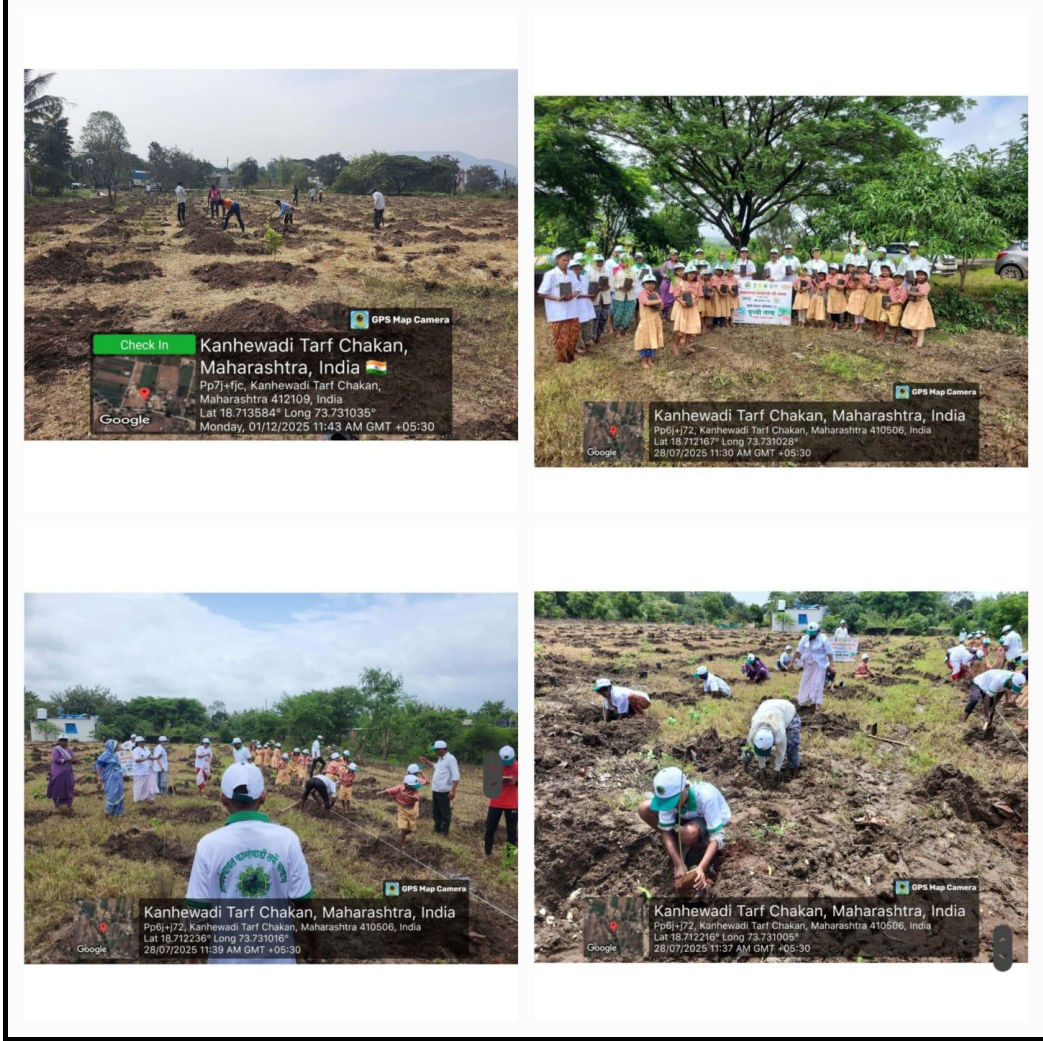 GPS Map Camera
Check In
Kanhewadi Tarf Chakan,
Maharashtra, India
Pp7j+fjc, Kanhewadi Tarf Chakan,
Maharashtra 412109, India
Lat 18.713584° Long 73.731035°
Monday, 01/12/2025 11:43 AM GMT +05:30
Google
पृथ्वी तत्व
GPS Map Camera
Kanhewadi Tarf Chakan, Maharashtra, India
Pp6j+j72, Kanhewadi Tarf Chakan, Maharashtra 410506, India
Lat 18.712167° Long 73.731028°
28/07/2025 11:30 AM GMT +05:30
Google
कान्हेवाडी तर्फे चाकण
GPS Map Camera
Kanhewadi Tarf Chakan, Maharashtra, India
Pp6j+j72, Kanhewadi Tarf Chakan, Maharashtra 410506, India
Lat 18.712236° Long 73.731016°
28/07/2025 11:39 AM GMT +05:30
Google
GPS Map Camera
Kanhewadi Tarf Chakan, Maharashtra, India
Pp6j+j72, Kanhewadi Tarf Chakan, Maharashtra 410506, India
Lat 18.712216° Long 73.731005°
28/07/2025 11:37 AM GMT +05:30
Google